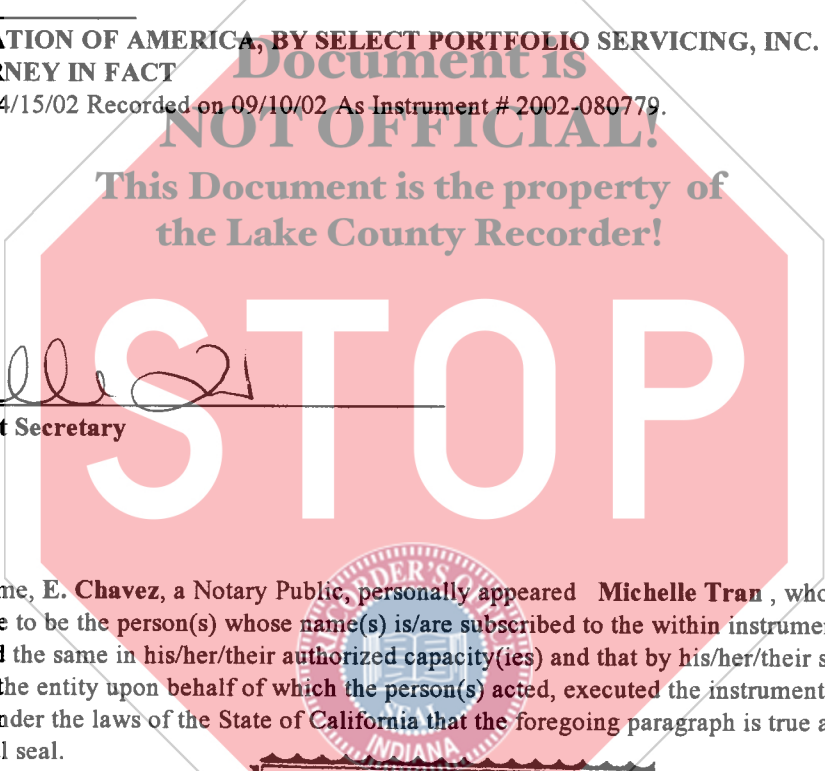 ATION OF AMERICA, BY SELECT PORTFOLIO SERVICING, INC.
RNEY IN FACT
4/15/02 Recorded on 09/10/02 As Instrument # 2002-080779.
Document is
NOT OFFICIAL!
This Document is the property of
the Lake County Recorder!
STOP
t Secretary
me, E. Chavez, a Notary Public, personally appeared Michelle Tran , who
e to be the person(s) whose name(s) is/are subscribed to the within instrume
d the same in his/her/their authorized capacity(ies) and that by his/her/their s
the entity upon behalf of which the person(s) acted, executed the instrument
nder the laws of the State of California that the foregoing paragraph is true a
l seal.
RECORDER'S OFFICE
SEAL
INDIANA